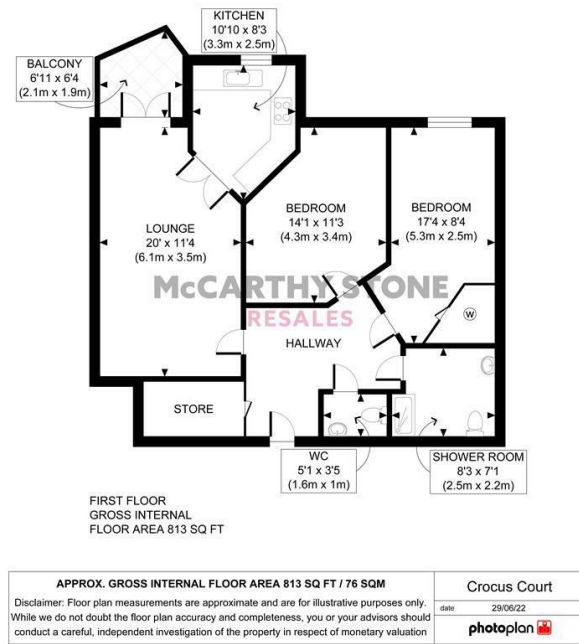 KITCHEN
10'10 x 8'3
(3.3m x 2.5m)
BALCONY
6'11 x 6'4
(2.1m x 1.9m)
LOUNGE
20' x 11'4
(6.1m x 3.5m)
BEDROOM
14'1 x 11'3
(4.3m x 3.4m)
BEDROOM
17'4 x 8'4
(5.3m x 2.5m)
McCARTHY STONE
RESALES
W
HALLWAY
STORE
WC
5'1 x 3'5
(1.6m x 1m)
SHOWER ROOM
8'3 x 7'1
(2.5m x 2.2m)
FIRST FLOOR
GROSS INTERNAL
FLOOR AREA 813 SQ FT
APPROX. GROSS INTERNAL FLOOR AREA 813 SQ FT / 76 SQM
Disclaimer: Floor plan measurements are approximate and are for illustrative purposes only.
While we do not doubt the floor plan accuracy and completeness, you or your advisors should
conduct a careful, independent investigation of the property in respect of monetary valuation
Crocus Court
date 29/06/22
photoplan